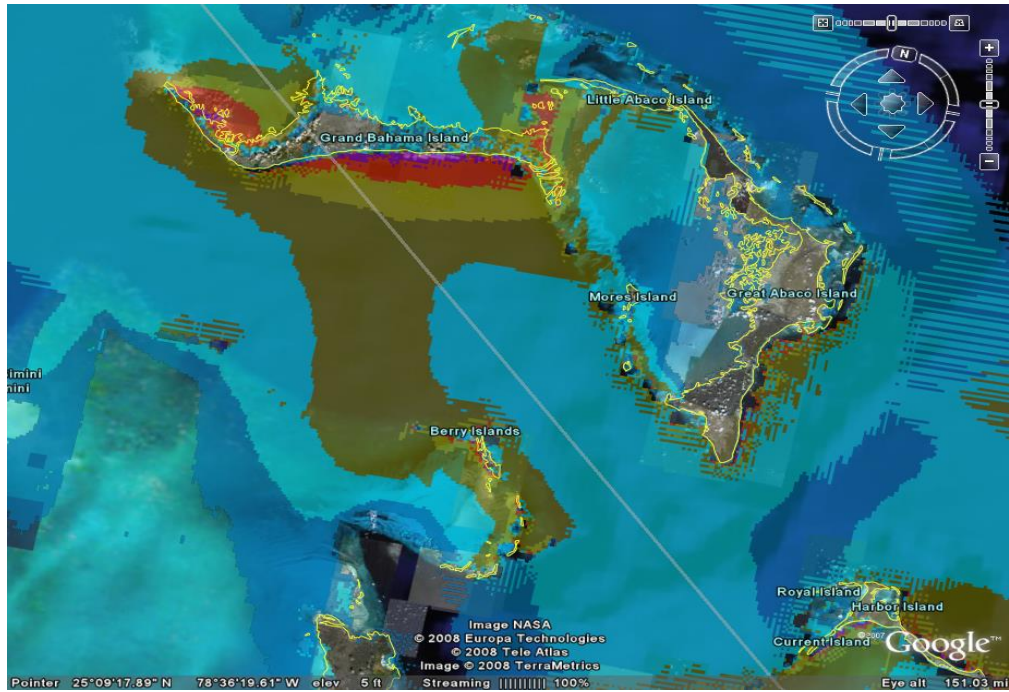 N
Little Abaco Island
Grand Bahama Island
Mores Island
Great Abaco Island
Berry Islands
Royal Island
Harbor Island
Current Island
Image NASA
© 2008 Europa Technologies
© 2008 Tele Atlas
Image © 2008 TerraMetrics
©2007 Google™
Pointer 25°09'17.89" N 78°36'19.61" W elev 5 ft Streaming ||||||||| 100% Eye alt 151.03 mi